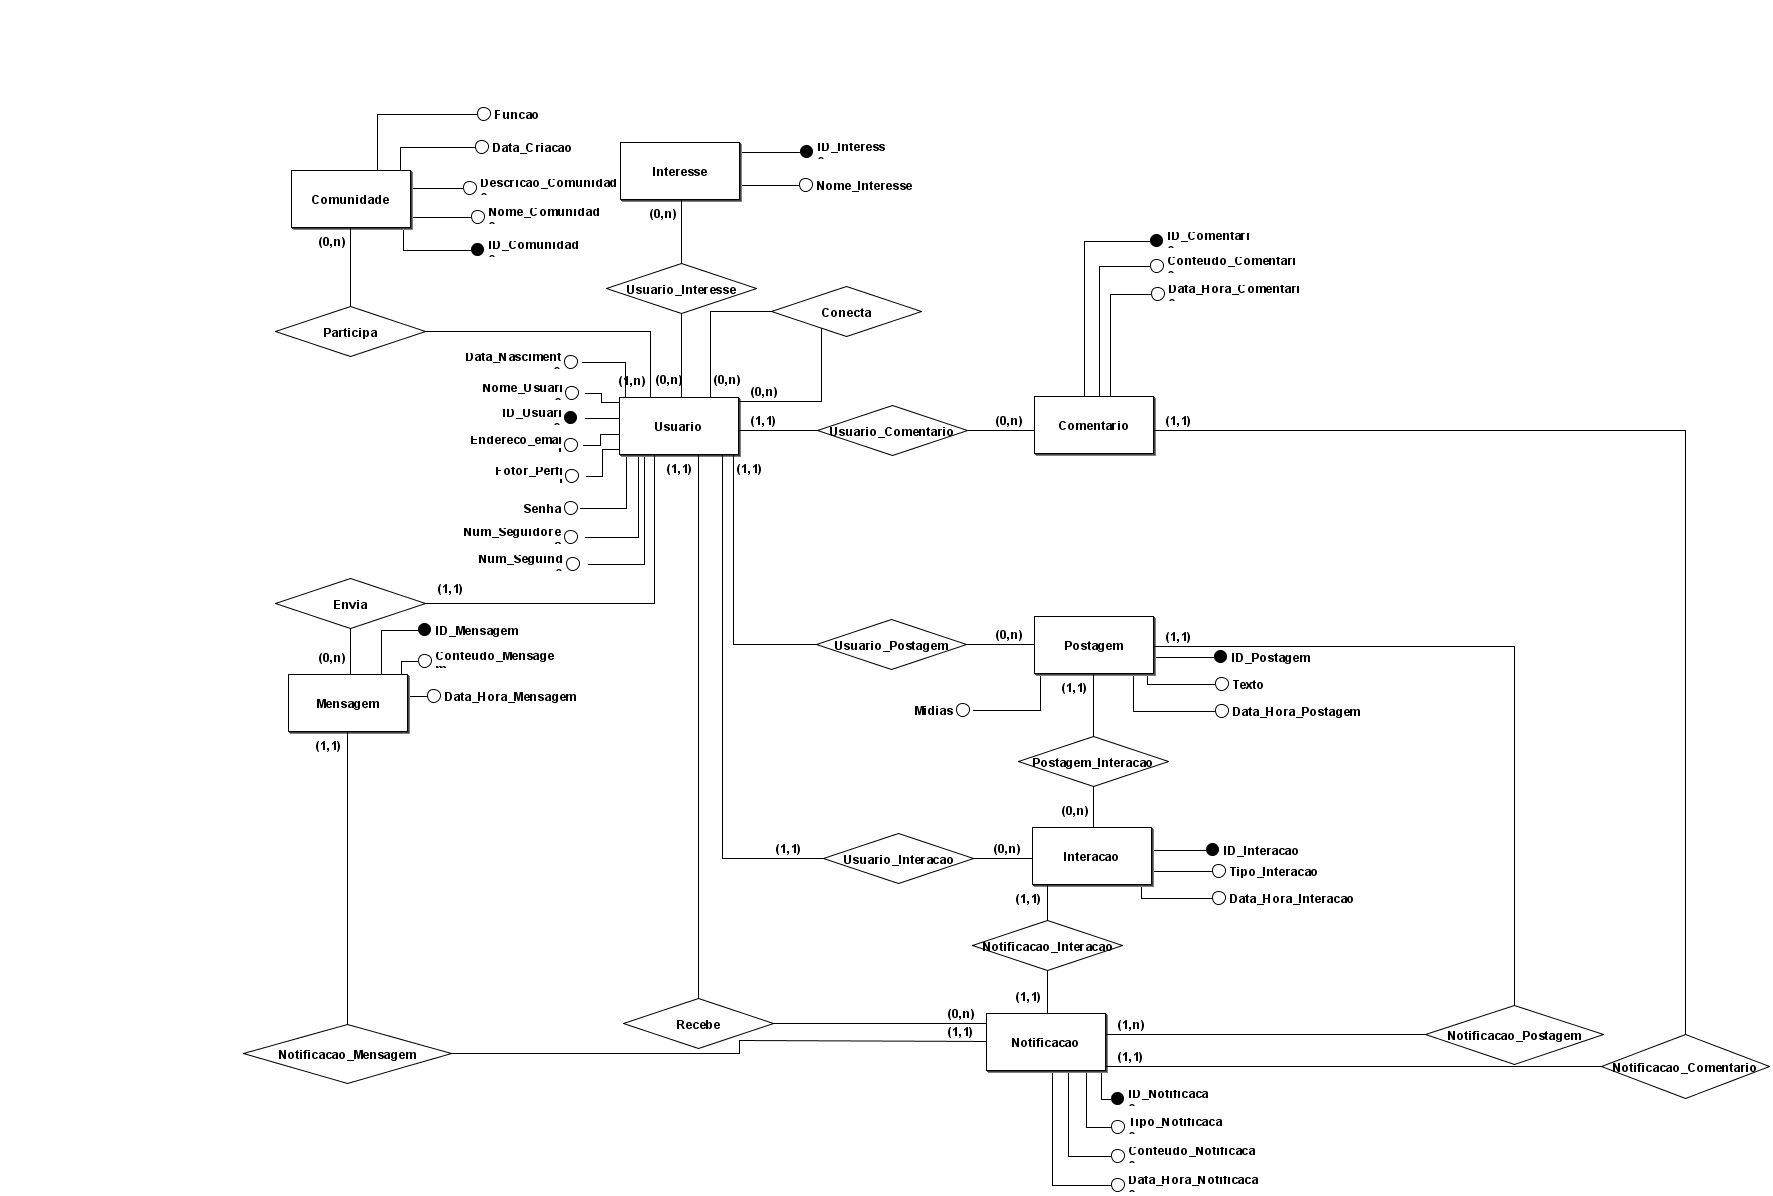 Funcao
Data_Criacao
Descricao_Comunidad
Nome_Comunidad
ID_Comunidad
Comunidade
(0,n)
Interesse
ID_Interess
Nome_Interesse
(0,n)
Usuario_Interesse
Conecta
Participa
ID_Comentari
Conteudo_Comentari
Data_Hora_Comentari
Data_Nasciment
Nome_Usuari
ID_Usuari
Endereco_emai
Fotor_Perfi
Senha
Num_Seguidore
Num_Seguind
(1,n)
(0,n)
(0,n)
(0,n)
Usuario
(1,1)
Usuario_Comentario
(0,n)
Comentario
(1,1)
(1,1)
(1,1)
Envia
(1,1)
(0,n)
ID_Mensagem
Conteudo_Mensage
m
Data_Hora_Mensagem
Mensagem
(1,1)
Usuario_Postagem
(0,n)
Postagem
(1,1)
ID_Postagem
Texto
Data_Hora_Postagem
Midias
(1,1)
Postagem_Interacao
(0,n)
(1,1)
Usuario_Interacao
(0,n)
Interacao
ID_Interacao
Tipo_Interacao
Data_Hora_Interacao
(1,1)
Notificacao_Interacao
(1,1)
Recebe
(0,n)
(1,1)
Notificacao_Mensagem
Notificacao
(1,n)
Notificacao_Postagem
(1,1)
Notificacao_Comentario
ID_Notificaca
Tipo_Notificaca
Conteudo_Notificaca
Data_Hora_Notificaca